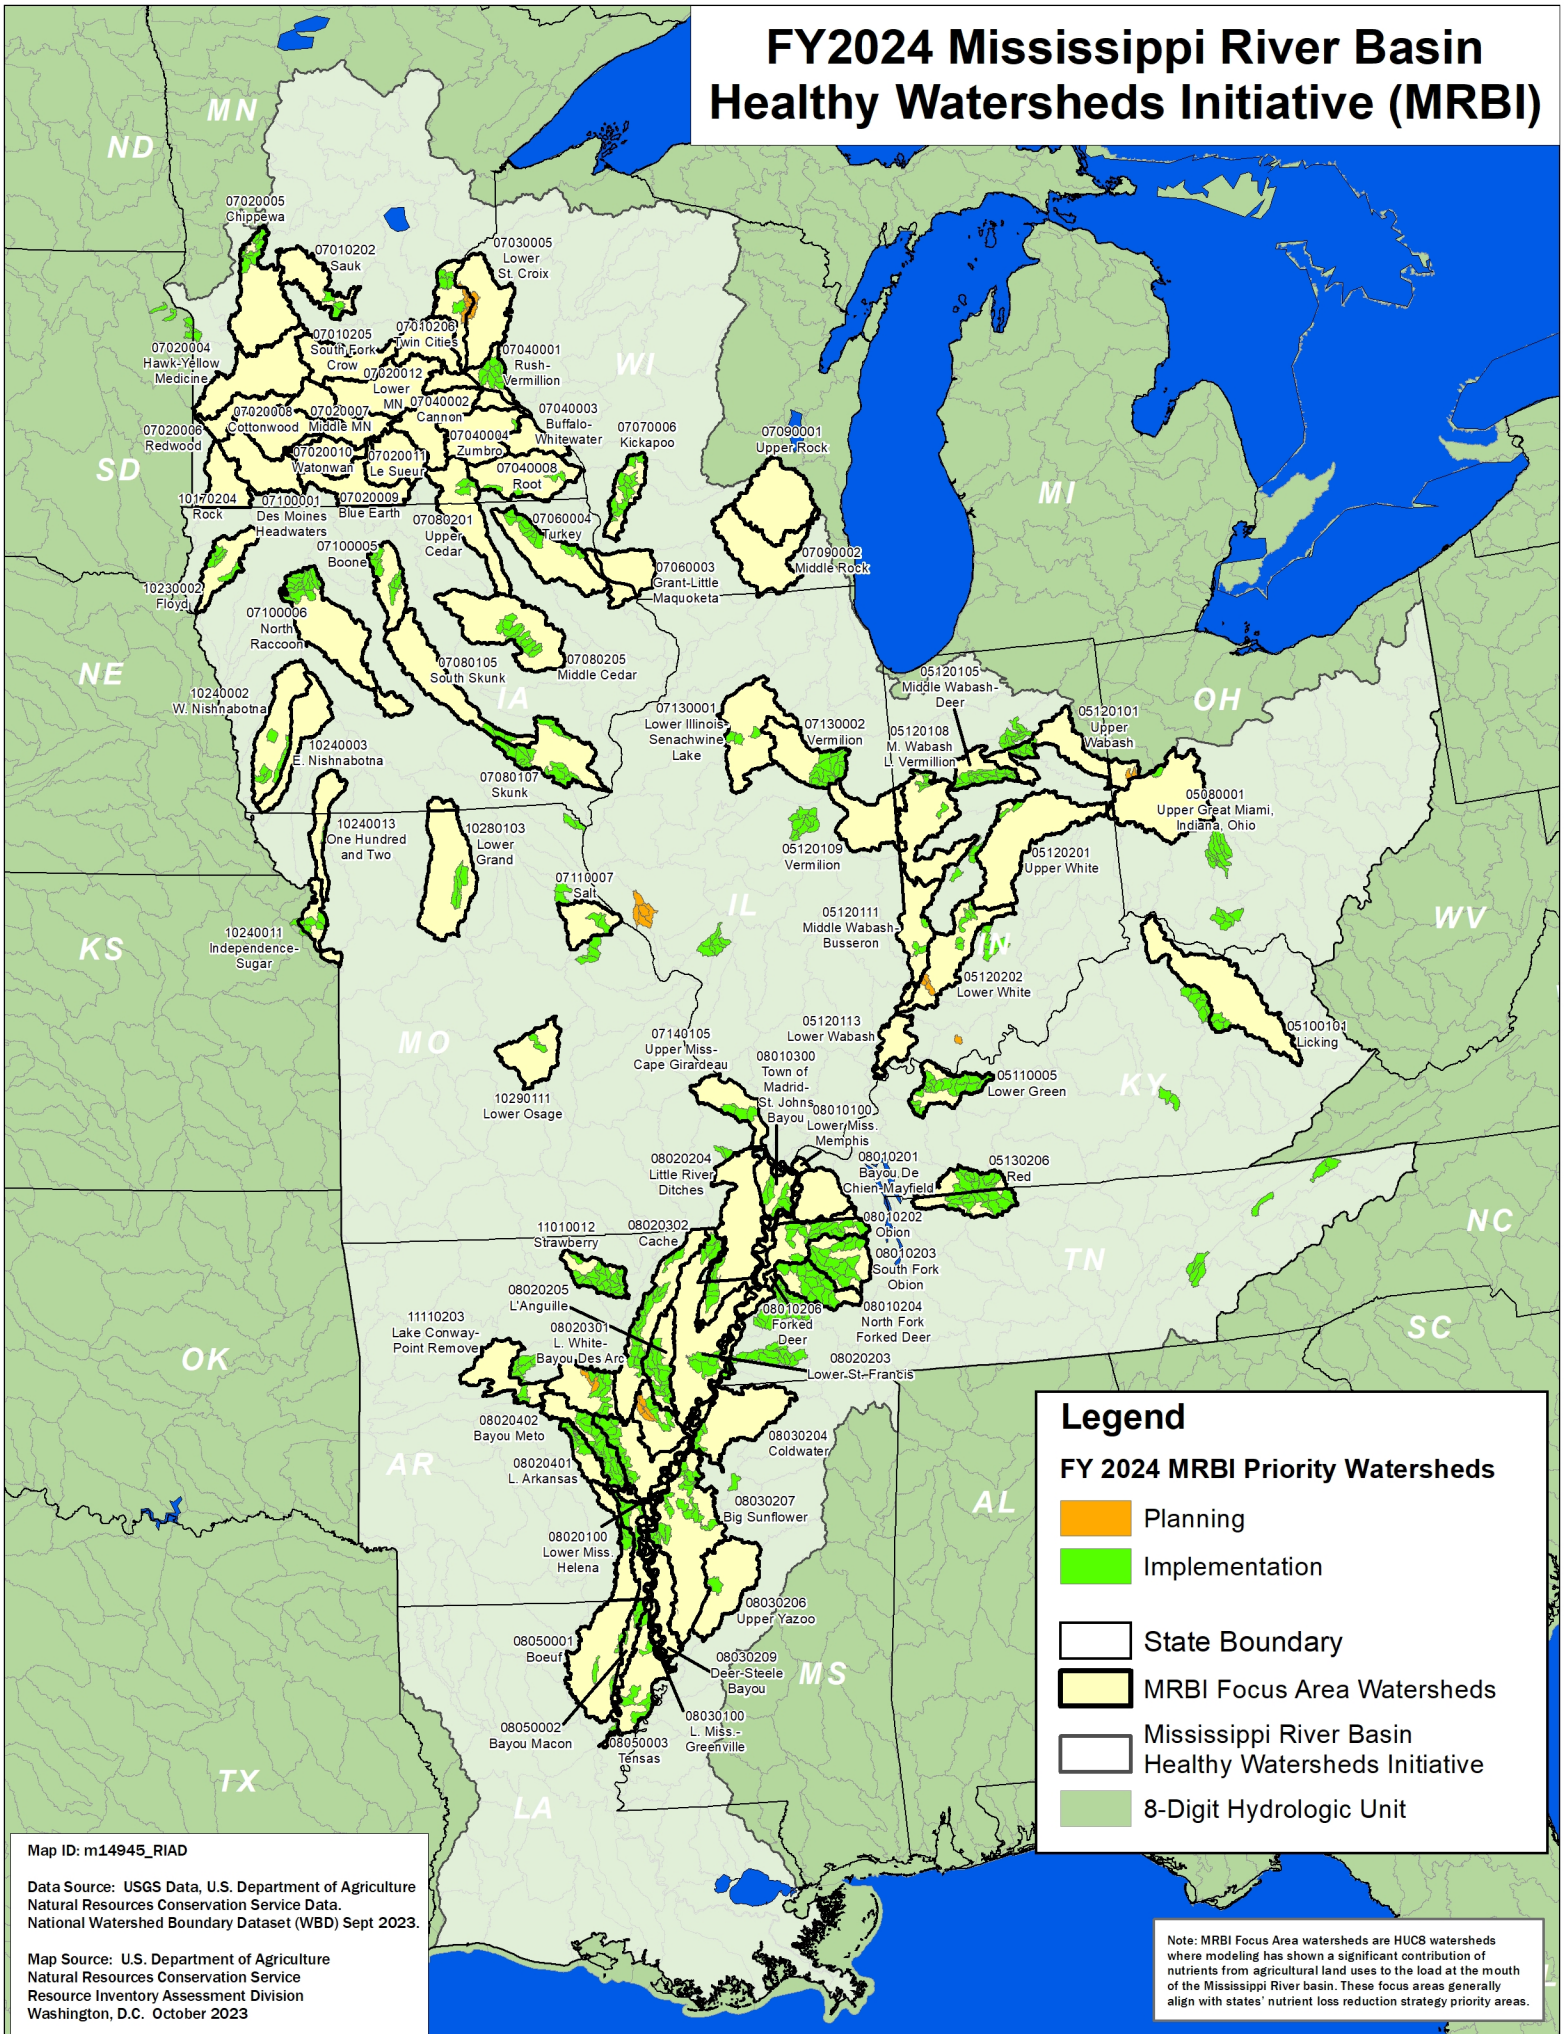 FY2024 Mississippi River Basin
Healthy Watersheds Initiative (MRBI)
MN
ND
07020005
Chippewa
07010202
Sauk
07030005
Lower
St. Croix
07010205
South Fork
Crow
07010206
Twin Cities
07020004
Hawk-Yellow
Medicine
07040001
Rush-
Vermillion
WI
07020012
Lower
MN
07040002
Cannon
07020008
Cottonwood
07020007
Middle MN
07040003
Buffalo-
Whitewater
07020006
Redwood
07040004
Zumbro
07070006
Kickapoo
07090001
Upper Rock
SD
07020010
Watonwan
07020011
Le Sueur
07040008
Root
MI
10170204
Rock
07100001
Des Moines
Headwaters
07020009
Blue Earth
07080201
Upper
Cedar
07060004
Turkey
07100005
Boone
07090002
Middle Rock
10230002
Floyd
07060003
Grant-Little
Maquoketa
07100006
North
Raccoon
NE
07080105
South Skunk
07080205
Middle Cedar
IA
10240002
W. Nishnabotna
07130001
Lower Illinois-
Senachwine
Lake
07130002
Vermilion
05120105
Middle Wabash-
Deer
OH
05120101
Upper
Wabash
05120108
M. Wabash
L. Vermillion
10240003
E. Nishnabotna
07080107
Skunk
05080001
Upper Great Miami,
Indiana, Ohio
10240013
One Hundred
and Two
10280103
Lower
Grand
05120109
Vermilion
05120201
Upper White
07110007
Salt
IL
05120111
Middle Wabash-
Busseron
IN
WV
KS
10240011
Independence-
Sugar
05120202
Lower White
05120113
Lower Wabash
05100101
Licking
MO
07140105
Upper Miss-
Cape Girardeau
08010300
Town of
Madrid-
St. Johns
Bayou
05110005
Lower Green
KY
10290111
Lower Osage
08010100
Lower Miss.
Memphis
08020204
Little River
Ditches
08010201
Bayou De
Chien-Mayfield
05130206
Red
11010012
Strawberry
08020302
Cache
08010202
Obion
NC
08010203
South Fork
Obion
TN
08020205
L'Anguille
08010206
Forked
Deer
08010204
North Fork
Forked Deer
11110203
Lake Conway-
Point Remove
08020301
L. White-
Bayou Des Arc
SC
OK
08020203
Lower St. Francis
08020402
Bayou Meto
08030204
Coldwater
AR
08020401
L. Arkansas
08030207
Big Sunflower
AL
08020100
Lower Miss.
Helena
08030206
Upper Yazoo
08050001
Boeuf
08030209
Deer-Steele
Bayou
MS
08050002
Bayou Macon
08050003
Tensas
08030100
L. Miss.-
Greenville
TX
LA
Legend
FY 2024 MRBI Priority Watersheds
Planning
Implementation
State Boundary
MRBI Focus Area Watersheds
Mississippi River Basin
Healthy Watersheds Initiative
8-Digit Hydrologic Unit
Map ID: m14945_RIAD
Data Source: USGS Data, U.S. Department of Agriculture
Natural Resources Conservation Service Data.
National Watershed Boundary Dataset (WBD) Sept 2023.
Map Source: U.S. Department of Agriculture
Natural Resources Conservation Service
Resource Inventory Assessment Division
Washington, D.C. October 2023
Note: MRBI Focus Area watersheds are HUC8 watersheds
where modeling has shown a significant contribution of
nutrients from agricultural land uses to the load at the mouth
of the Mississippi River basin. These focus areas generally
align with states' nutrient loss reduction strategy priority areas.